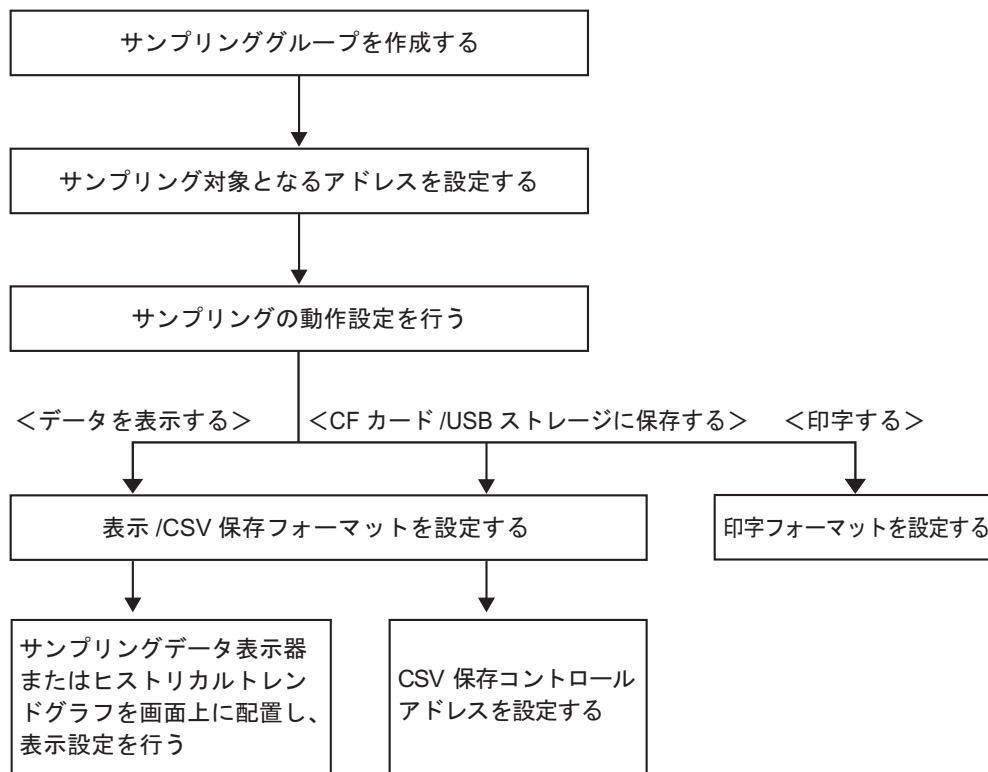 サンプリンググループを作成する
サンプリング対象となるアドレスを設定する
サンプリングの動作設定を行う
＜データを表示する＞
＜CF カード /USB ストレージに保存する＞
＜印字する＞
表示 /CSV 保存フォーマットを設定する
印字フォーマットを設定する
サンプリングデータ表示器
またはヒストリカルトレン
ドグラフを画面上に配置し、
表示設定を行う
CSV 保存コントロール
アドレスを設定する